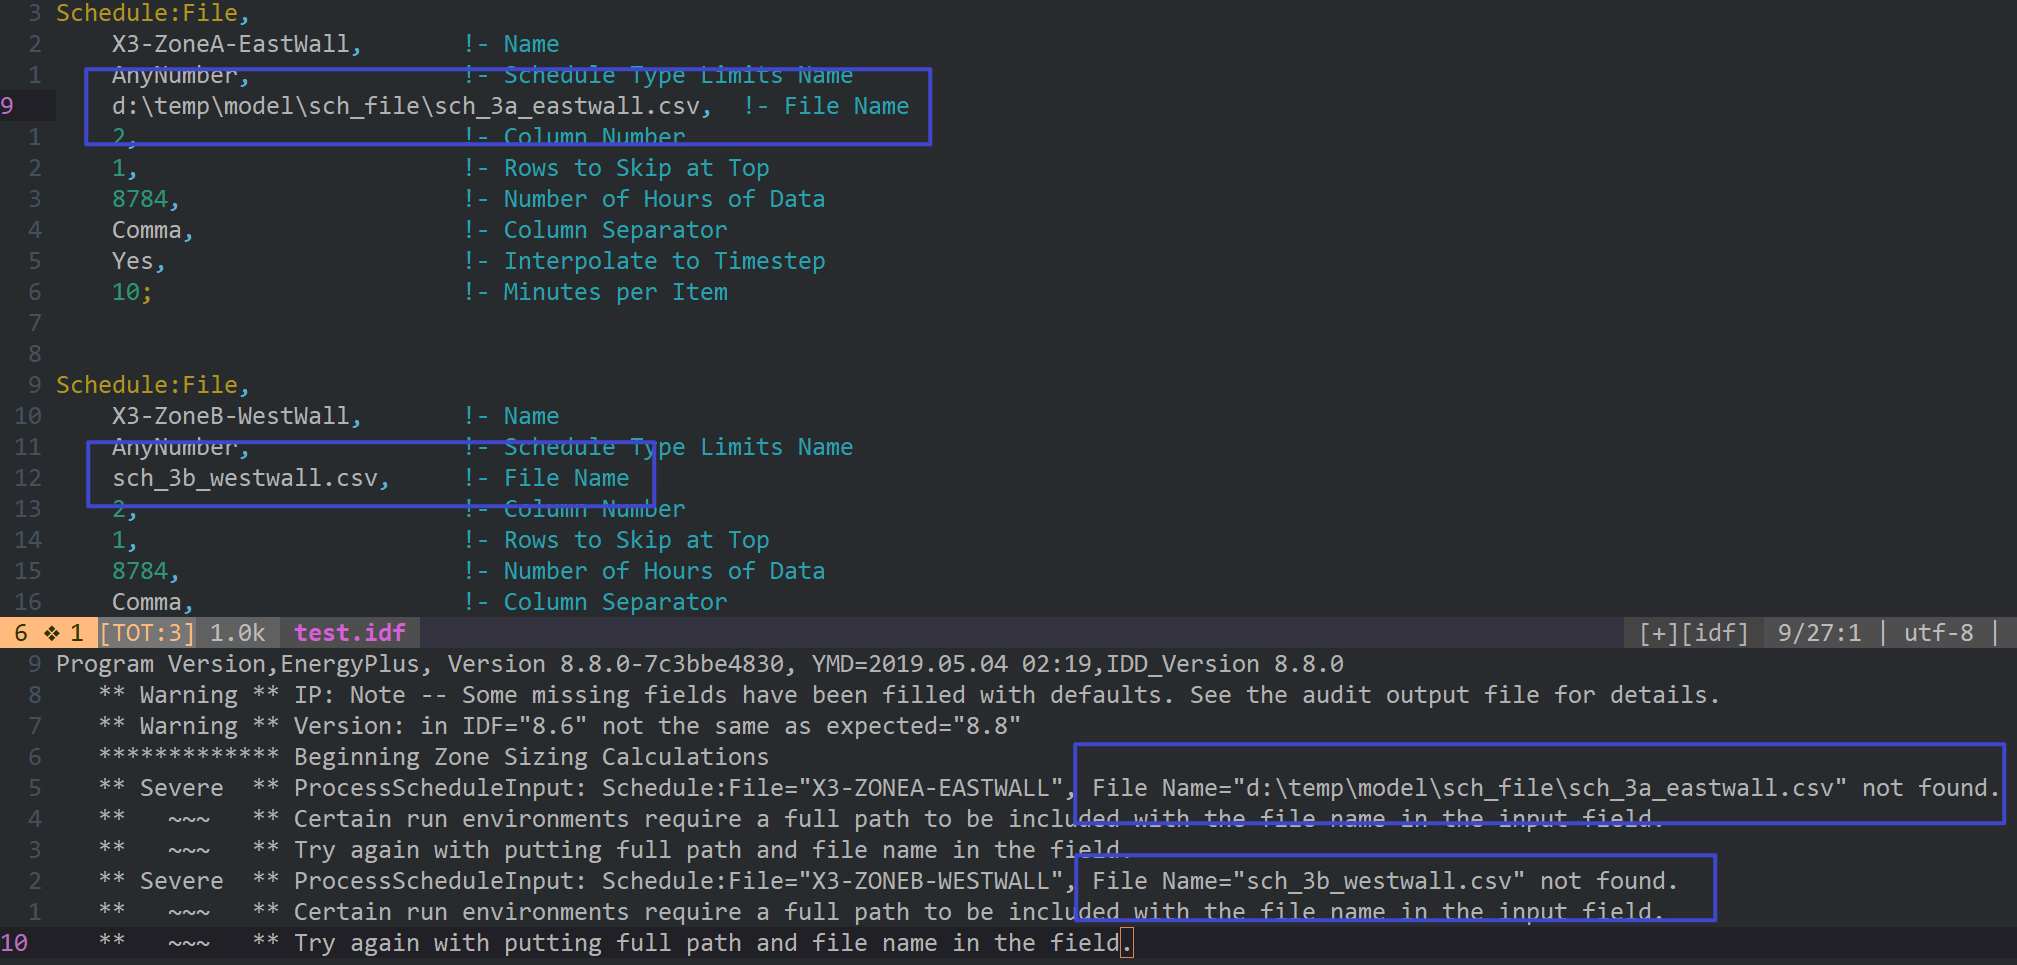 3 Schedule:File,
2 X3-ZoneA-EastWall, !- Name
1 AnyNumber, !- Schedule Type Limits Name
9 d:\temp\model\sch_file\sch_3a_eastwall.csv, !- File Name
1 2, !- Column Number
2 1, !- Rows to Skip at Top
3 8784, !- Number of Hours of Data
4 Comma, !- Column Separator
5 Yes, !- Interpolate to Timestep
6 10; !- Minutes per Item
7
8
9 Schedule:File,
10 X3-ZoneB-WestWall, !- Name
11 AnyNumber, !- Schedule Type Limits Name
12 sch_3b_westwall.csv, !- File Name
13 2, !- Column Number
14 1, !- Rows to Skip at Top
15 8784, !- Number of Hours of Data
16 Comma, !- Column Separator
6 ❖ 1 [TOT:3] 1.0k test.idf [+][idf] 9/27:1 | utf-8 |
9 Program Version,EnergyPlus, Version 8.8.0-7c3bbe4830, YMD=2019.05.04 02:19,IDD_Version 8.8.0
8 ** Warning ** IP: Note -- Some missing fields have been filled with defaults. See the audit output file for details.
7 ** Warning ** Version: in IDF="8.6" not the same as expected="8.8"
6 ************* Beginning Zone Sizing Calculations
5 ** Severe ** ProcessScheduleInput: Schedule:File="X3-ZONEA-EASTWALL", File Name="d:\temp\model\sch_file\sch_3a_eastwall.csv" not found.
4 ** ~~~ ** Certain run environments require a full path to be included with the file name in the input field.
3 ** ~~~ ** Try again with putting full path and file name in the field.
2 ** Severe ** ProcessScheduleInput: Schedule:File="X3-ZONEB-WESTWALL", File Name="sch_3b_westwall.csv" not found.
1 ** ~~~ ** Certain run environments require a full path to be included with the file name in the input field.
10 ** ~~~ ** Try again with putting full path and file name in the field.